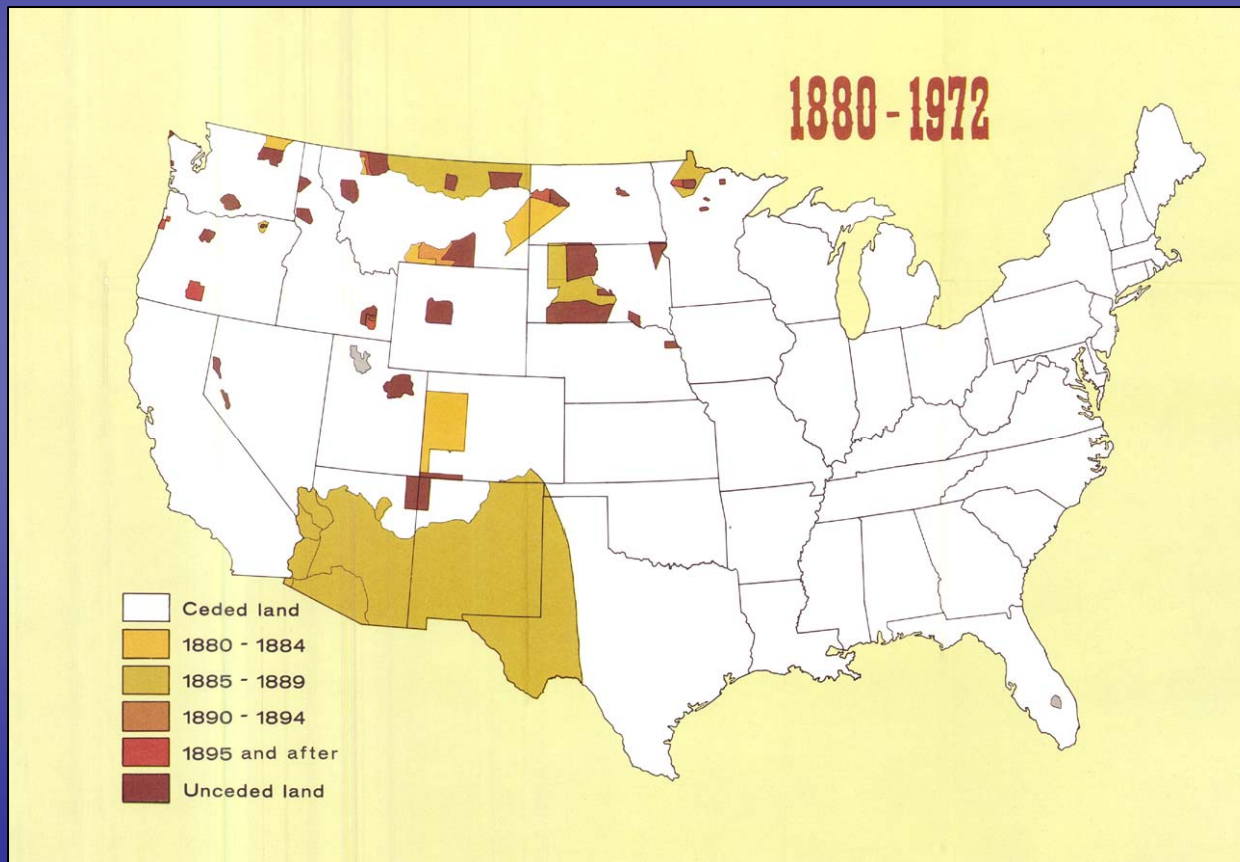 1880 - 1972
Ceded land
1880 - 1884
1885 - 1889
1890 - 1894
1895 and after
Unceded land